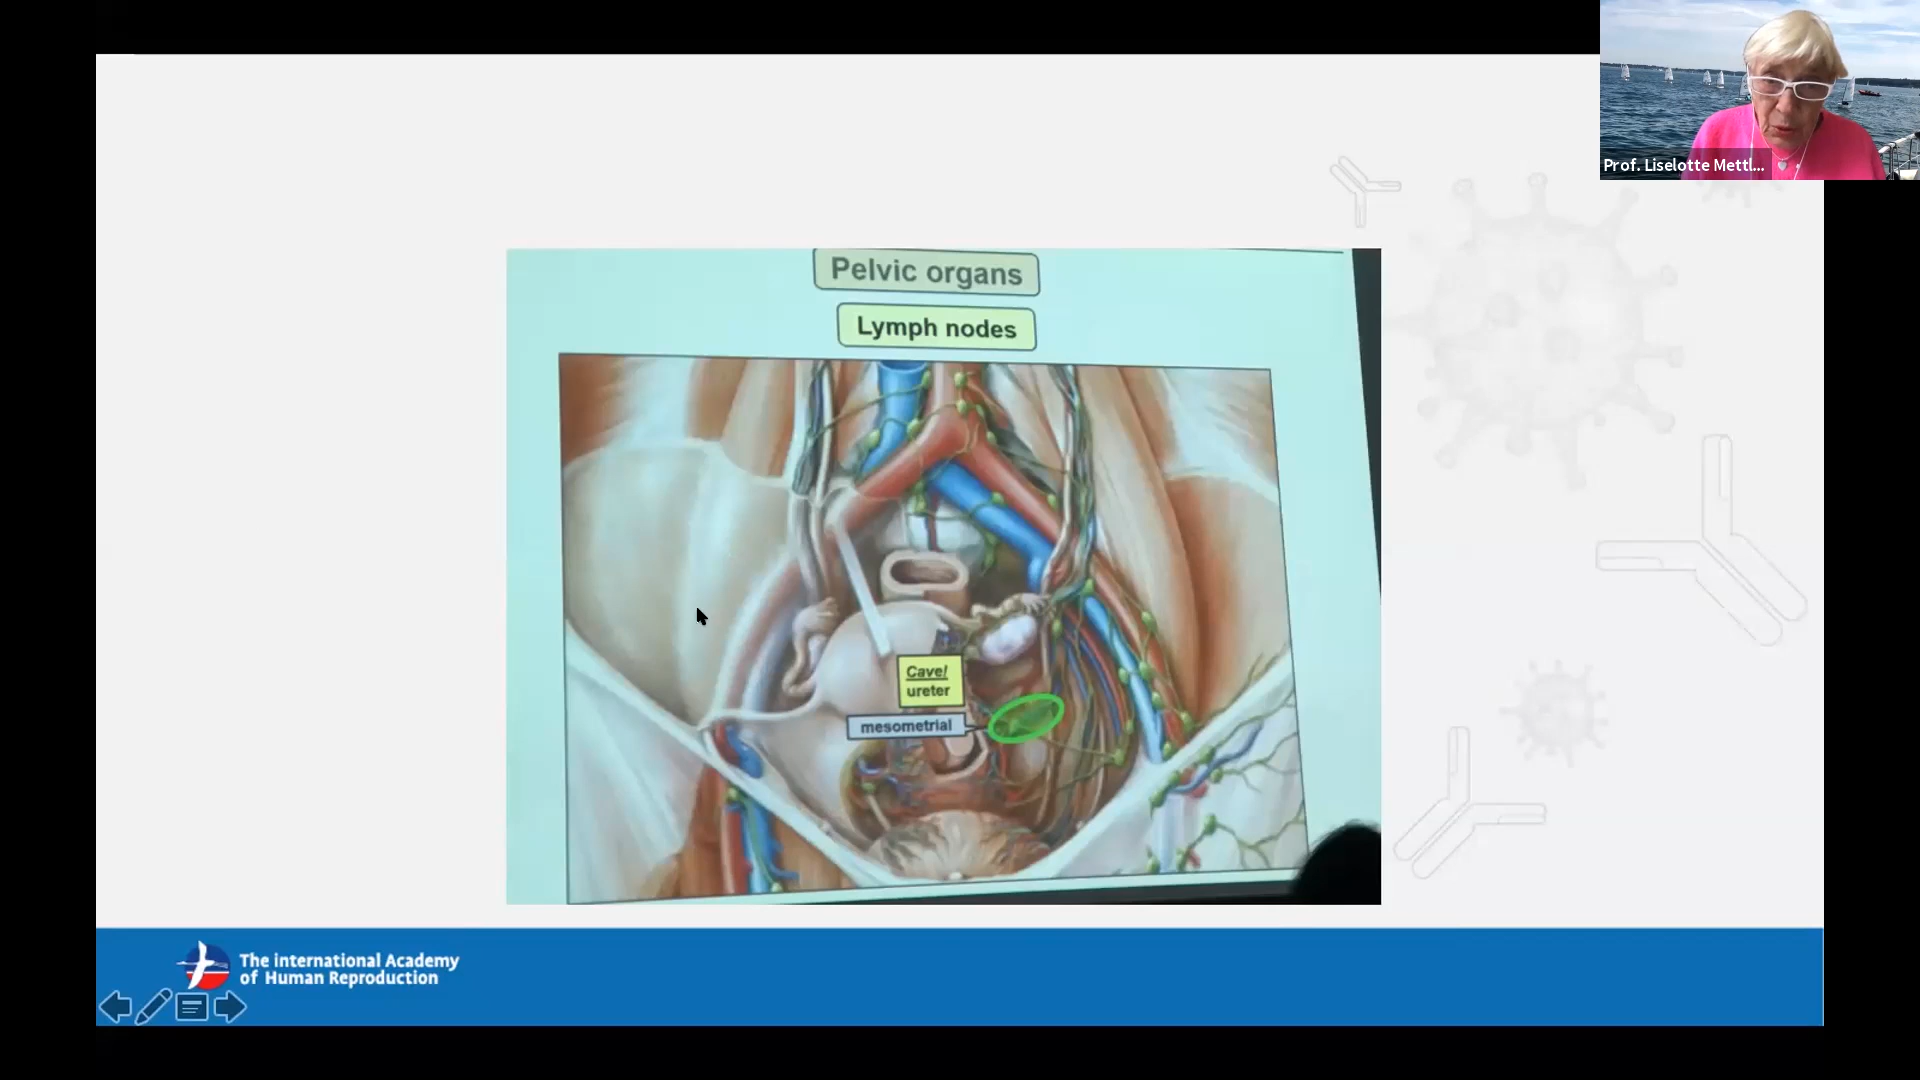 Prof. Liselotte Mettl...
Pelvic organs
Lymph nodes
Cave!
ureter
mesometrial
The international Academy
of Human Reproduction